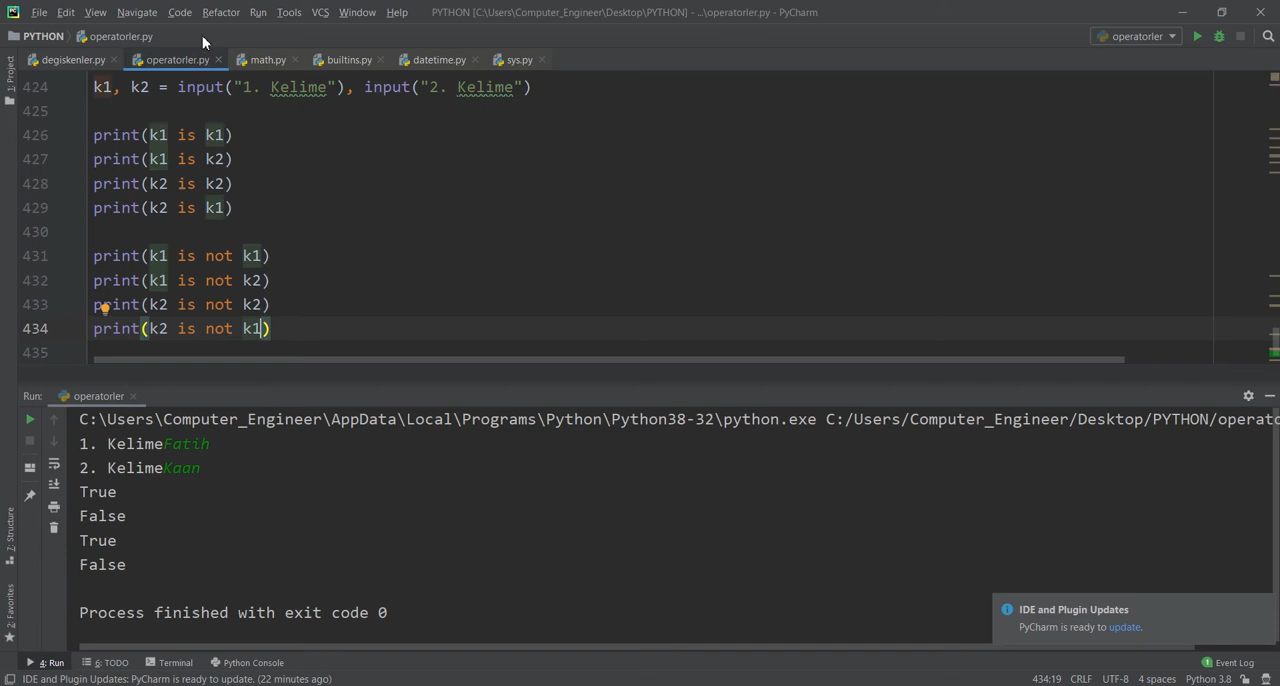 File Edit View Navigate Code Refactor Run Tools VCS Window Help PYTHON [C:\Users\Computer_Engineer\Desktop\PYTHON] - ...\operatorler.py - PyCharm
PYTHON operatorler.py operatorler
degiskenler.py operatorler.py math.py builtins.py datetime.py sys.py
1: Project
424 k1, k2 = input("1. Kelime"), input("2. Kelime")
425
426 print(k1 is k1)
427 print(k1 is k2)
428 print(k2 is k2)
429 print(k2 is k1)
430
431 print(k1 is not k1)
432 print(k1 is not k2)
433 print(k2 is not k2)
434 print(k2 is not k1)
435
Run: operatorler
C:\Users\Computer_Engineer\AppData\Local\Programs\Python\Python38-32\python.exe C:/Users/Computer_Engineer/Desktop/PYTHON/operato
1. KelimeFatih
2. KelimeKaan
True
False
True
False
Process finished with exit code 0
7: Structure
2: Favorites
IDE and Plugin Updates
PyCharm is ready to update.
4: Run 6: TODO Terminal Python Console 1 Event Log
IDE and Plugin Updates: PyCharm is ready to update. (22 minutes ago) 434:19 CRLF UTF-8 4 spaces Python 3.8